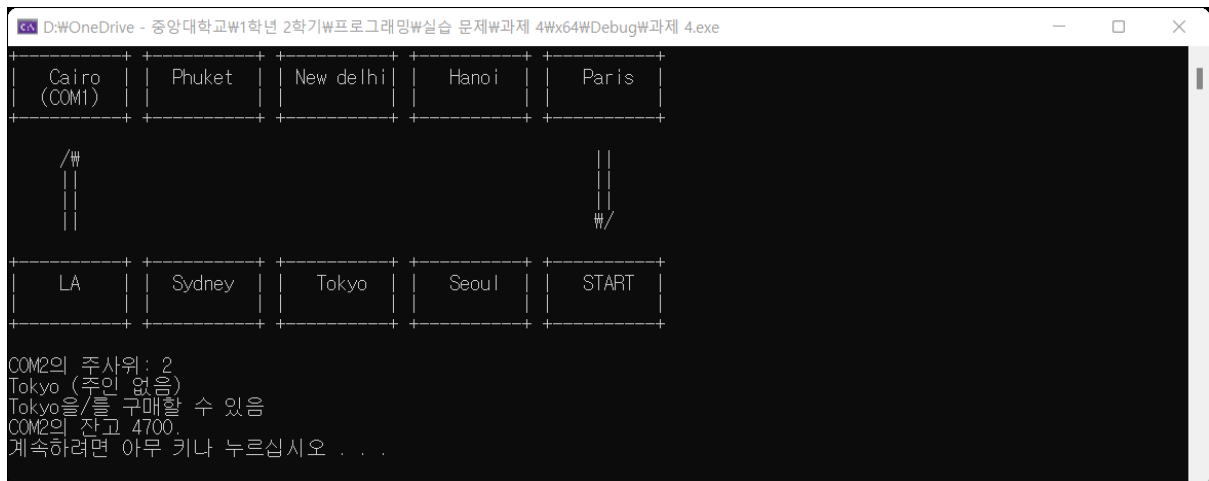 D:₩OneDrive - 중앙대학교₩1학년 2학기₩프로그래밍₩실습 문제₩과제 4₩x64₩Debug₩과제 4.exe
+----------+ +----------+ +----------+ +----------+ +----------+
|   Cairo  | |  Phuket  | | New delhi| |   Hanoi  | |   Paris  |
|  (COM1)  | |          | |          | |          | |          |
+----------+ +----------+ +----------+ +----------+ +----------+
/₩ ||
|| ||
|| ||
|| ₩/
+----------+ +----------+ +----------+ +----------+ +----------+
|    LA    | |  Sydney  | |   Tokyo  | |   Seoul  | |   START  |
|          | |          | |          | |          | |          |
+----------+ +----------+ +----------+ +----------+ +----------+
COM2의 주사위: 2
Tokyo (주인 없음)
Tokyo을/를 구매할 수 있음
COM2의 잔고 4700.
계속하려면 아무 키나 누르십시오 . . .